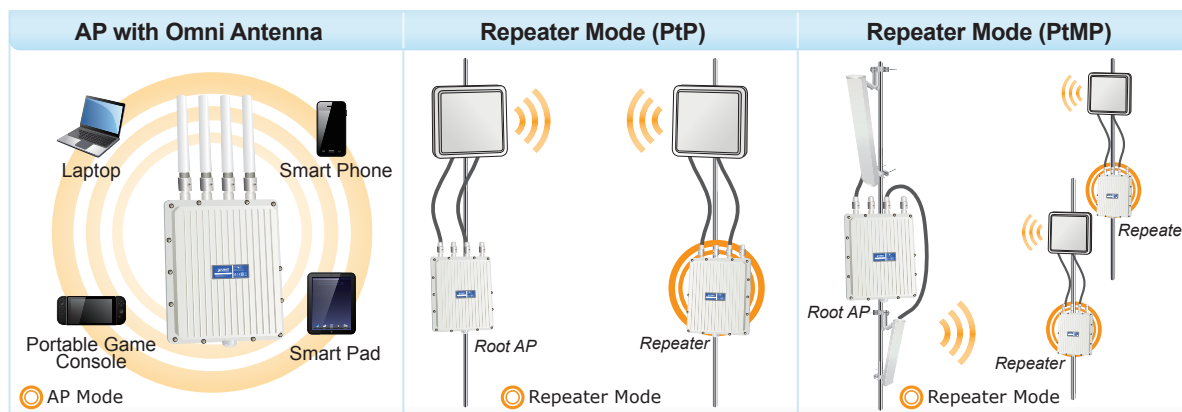 AP with Omni Antenna
Laptop
Smart Phone
Portable Game
Console
Smart Pad
AP Mode
Repeater Mode (PtP)
Root AP
Repeater
Repeater Mode
Repeater Mode (PtMP)
Repeate
Root AP
Repeater
Repeater Mode